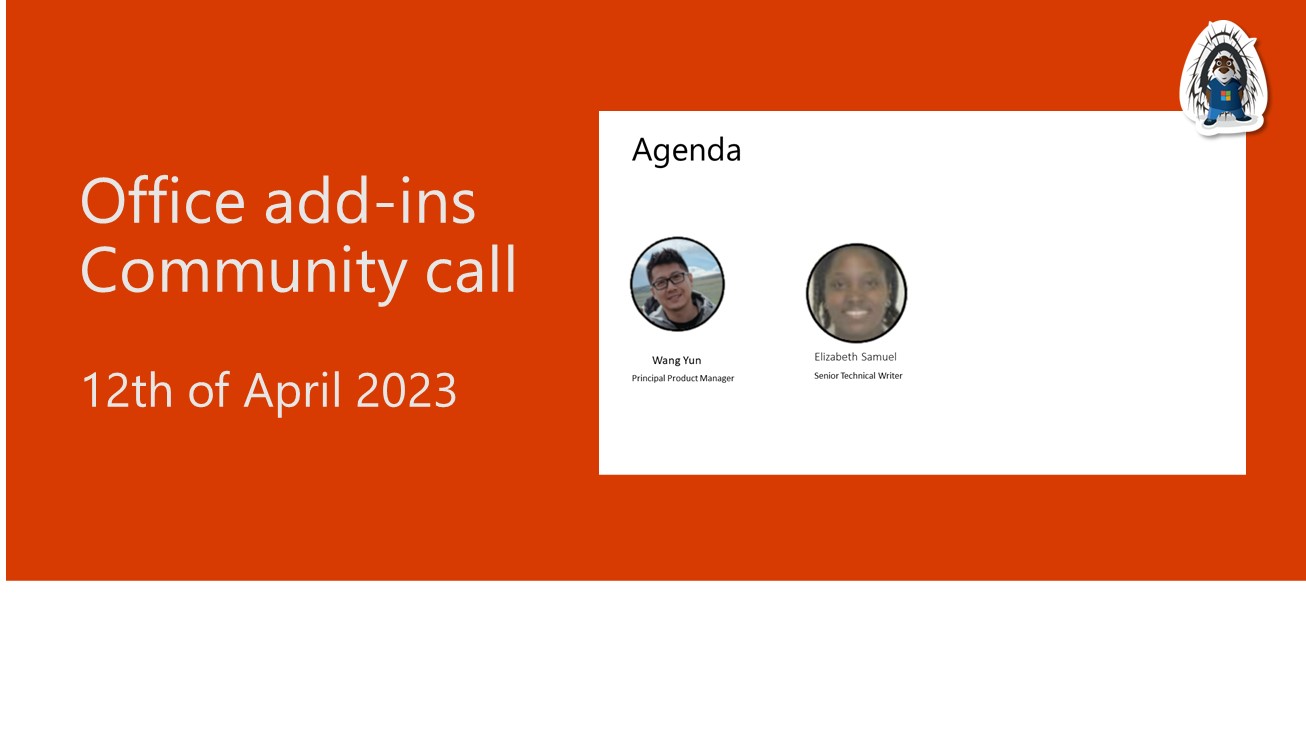 Office add-ins
Community call
12th of April 2023
Agenda
Wang Yun
Principal Product Manager
Elizabeth Samuel
Senior Technical Writer